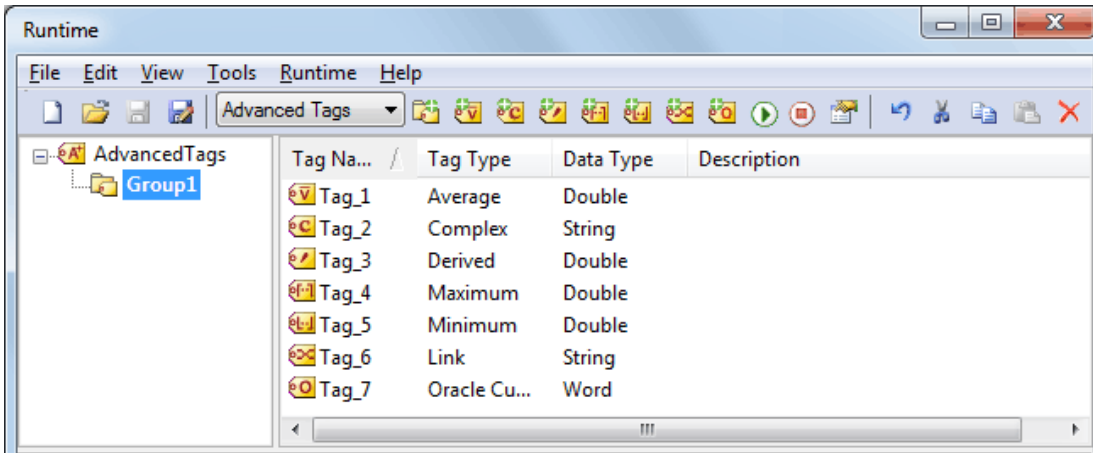 Runtime
File Edit View Tools Runtime Help
Advanced Tags
AdvancedTags
Group1
Tag Na... Tag Type Data Type Description
Tag_1 Average Double
Tag_2 Complex String
Tag_3 Derived Double
Tag_4 Maximum Double
Tag_5 Minimum Double
Tag_6 Link String
Tag_7 Oracle Cu... Word